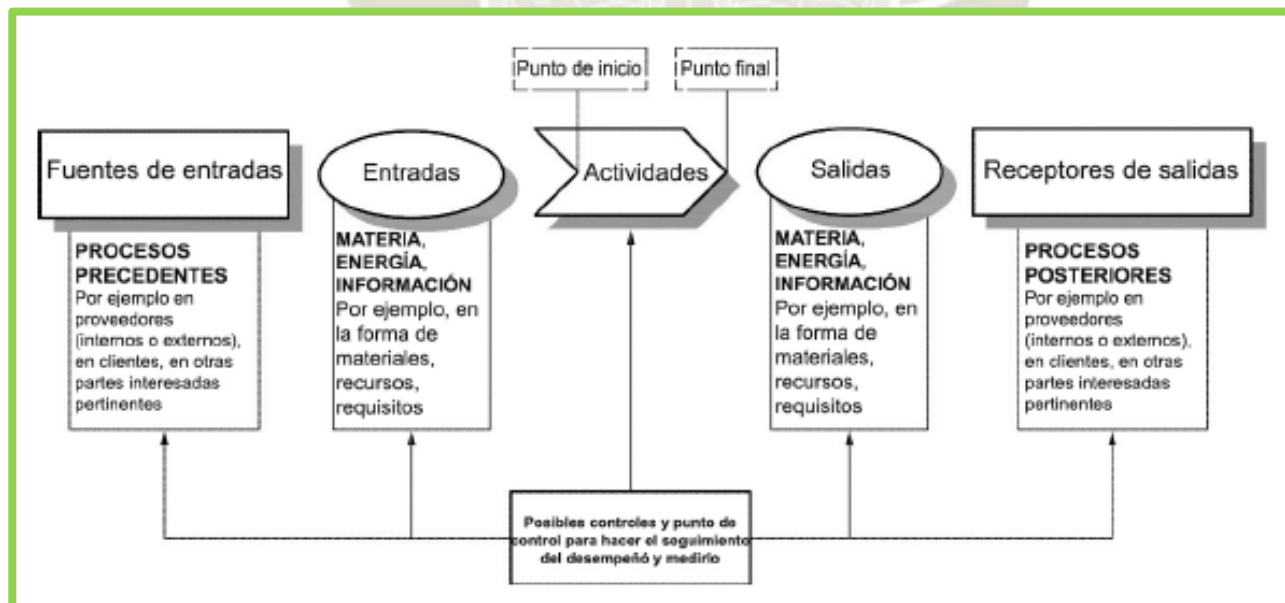 Punto de inicio
Punto final
Fuentes de entradas
Entradas
Actividades
Salidas
Receptores de salidas
PROCESOS
PRECEDENTES
Por ejemplo en
proveedores
(internos o externos),
en clientes, en otras
partes interesadas
pertinentes
MATERIA,
ENERGÍA,
INFORMACIÓN
Por ejemplo, en
la forma de
materiales,
recursos,
requisitos
MATERIA,
ENERGÍA,
INFORMACIÓN
Por ejemplo, en
la forma de
materiales,
recursos,
requisitos
PROCESOS
POSTERIORES
Por ejemplo en
proveedores
(internos o externos),
en clientes, en otras
partes interesadas
pertinentes
Posibles controles y punto de
control para hacer el seguimiento
del desempeñó y medirlo